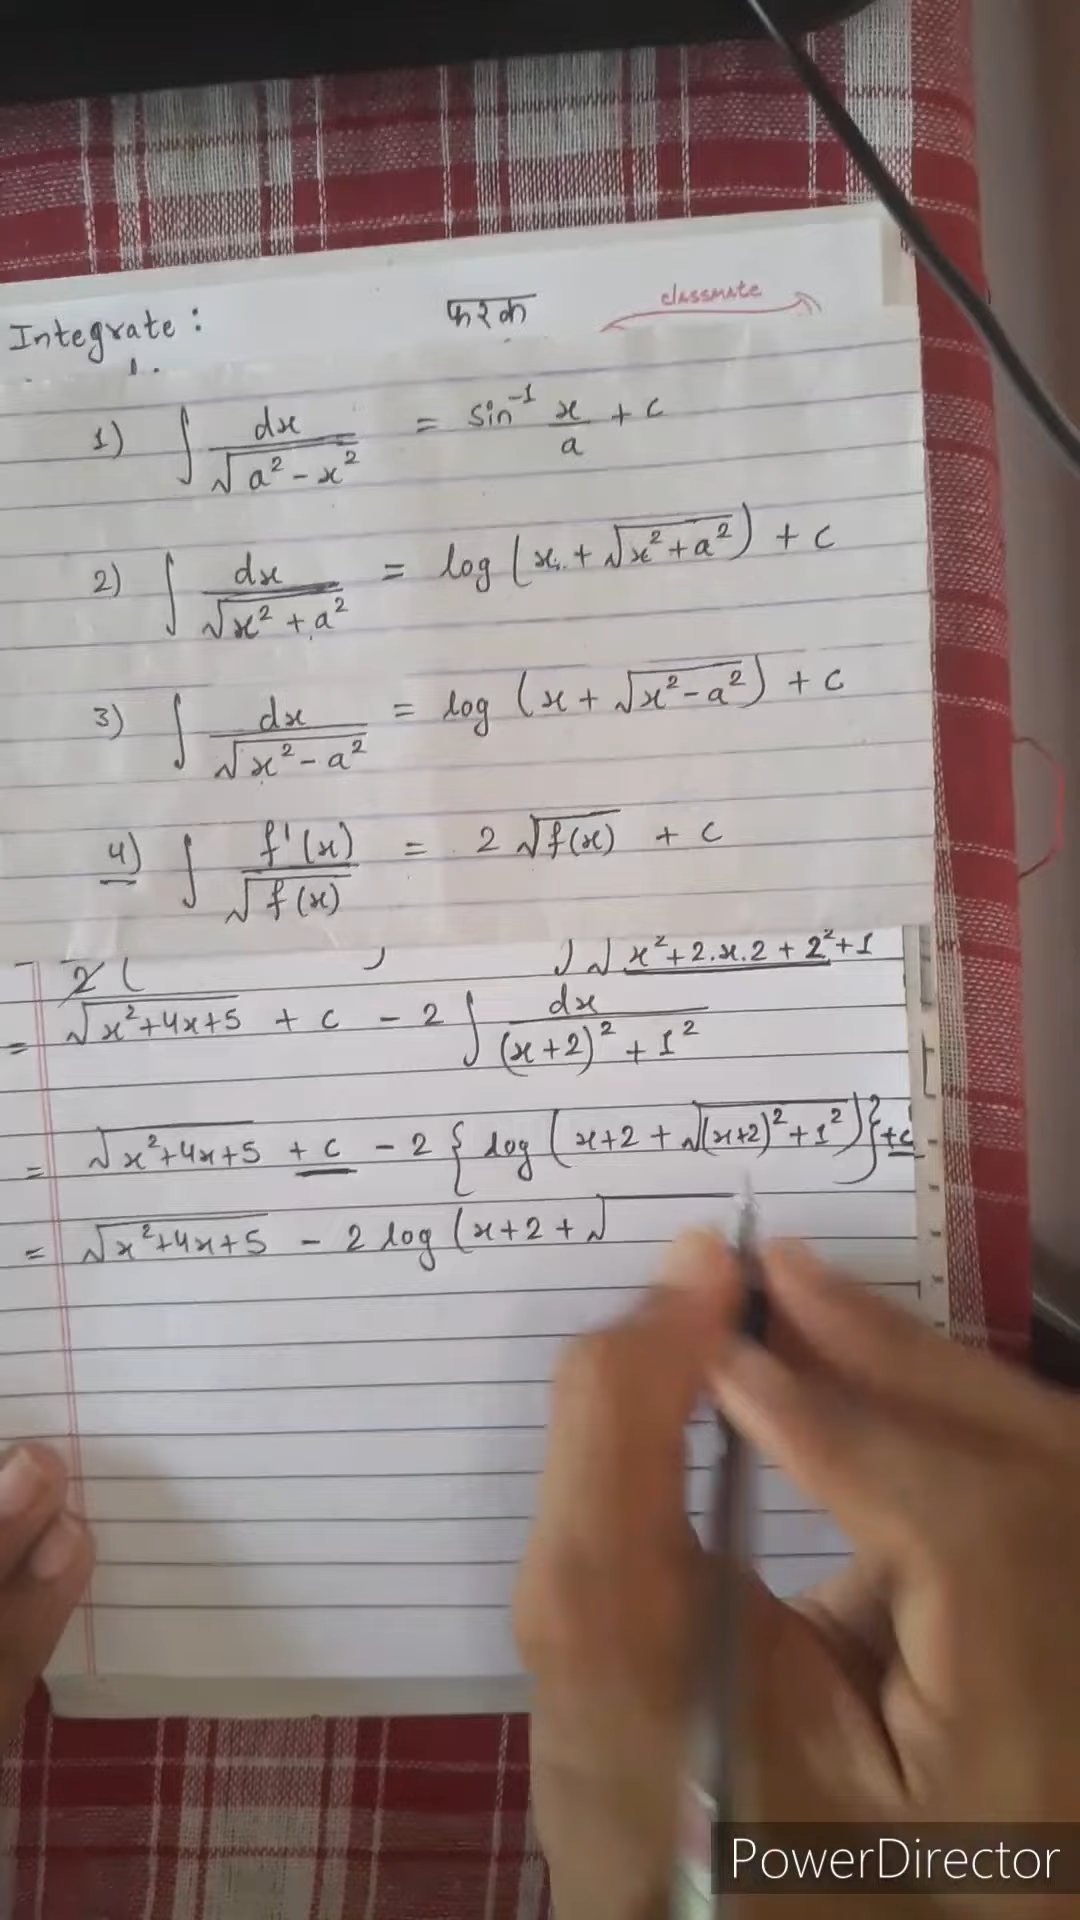 Integrate :
फरक
classmate
1) ∫ dx / √(a² - x²) = sin⁻¹ x/a + c
2) ∫ dx / √(x² + a²) = log (x + √(x² + a²)) + c
3) ∫ dx / √(x² - a²) = log (x + √(x² - a²)) + c
4) ∫ f'(x) / √f(x) = 2 √f(x) + c
2 ( ) ∫ √(x² + 2.x.2 + 2² + 1)
= √(x²+4x+5) + c - 2 ∫ dx / (x+2)² + 1²
= √(x²+4x+5) + c - 2 { log (x+2 + √((x+2)² + 1²)) } + c
= √(x²+4x+5) - 2 log (x+2 + √
PowerDirector